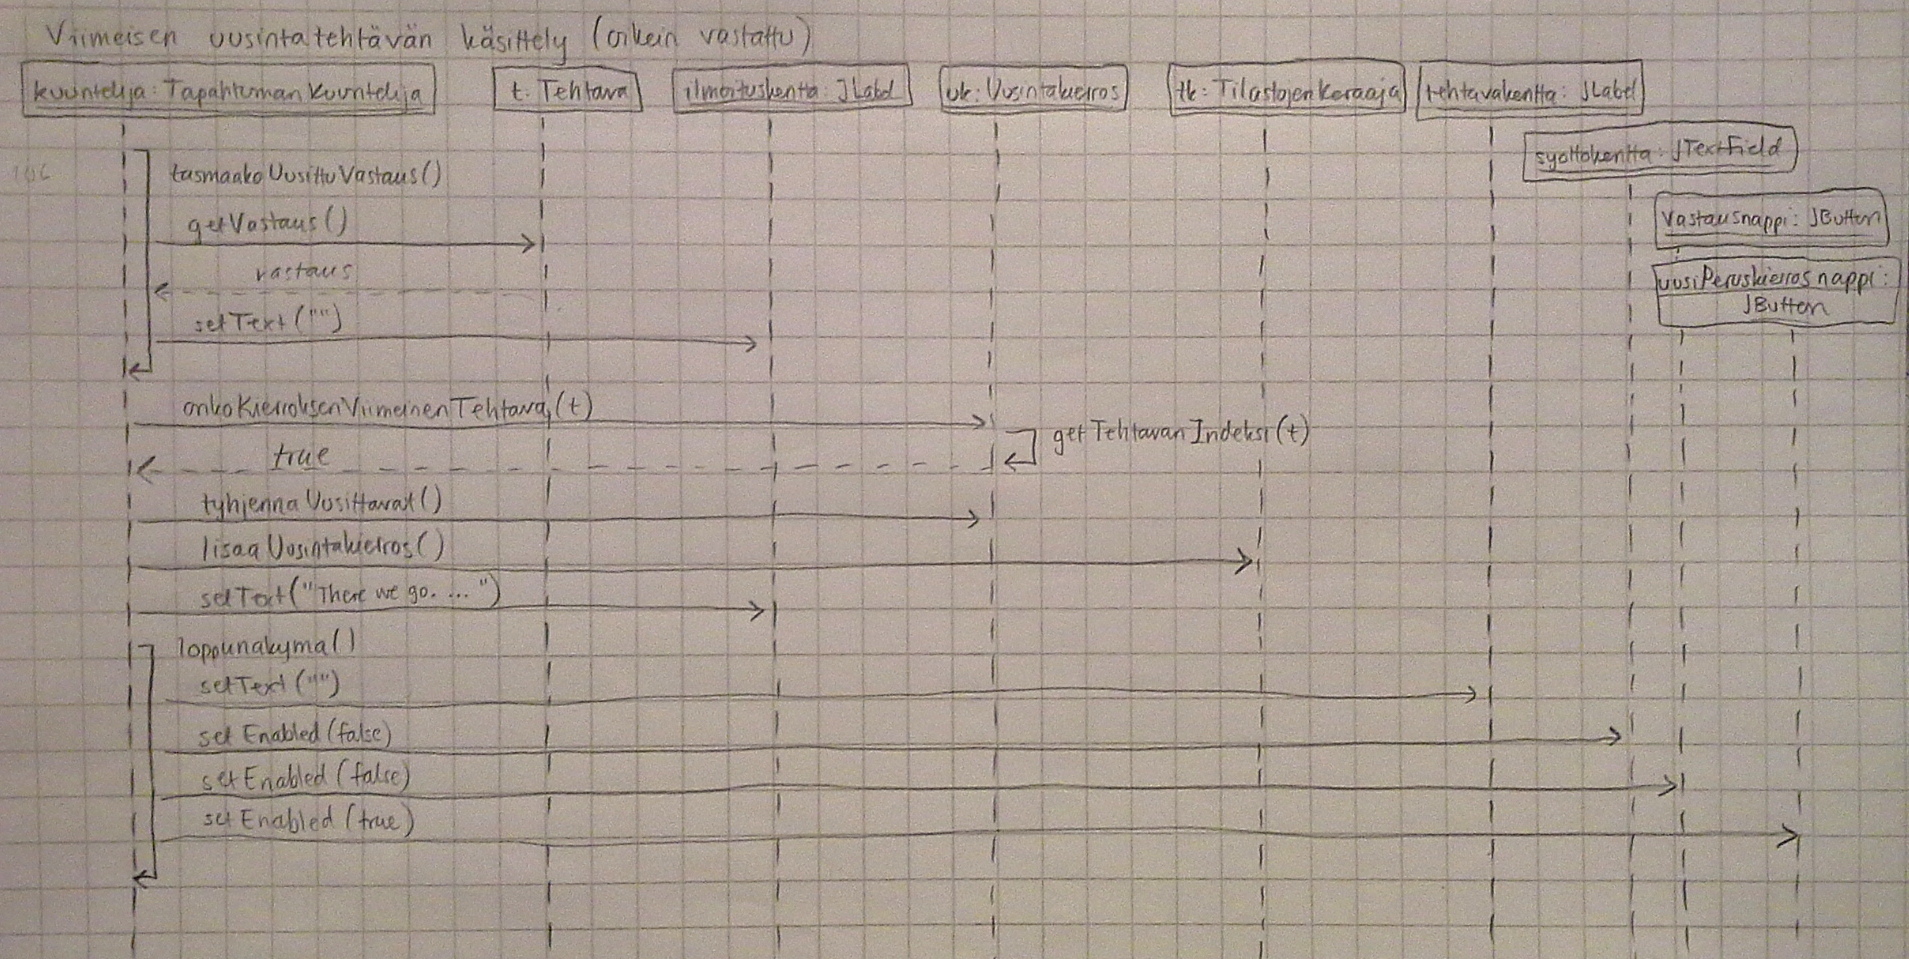 Viimeisen uusintatehtävän käsittely (oikein vastattu)
kuuntelija: TapahtumanKuuntelija
t: Tehtava
ilmoituskentta: JLabel
uk: Uusintakierros
tk: TilastojenKeraaja
tehtavakentta: JLabel
syottokentta: JTextField
vastausnappi: JButton
uusiPeruskierrosnappi:
JButton
tasmaakoUusittuVastaus()
getVastaus()
vastaus
setText("")
onkoKierroksenViimeinenTehtava(t)
getTehtavanIndeksi(t)
true
tyhjennaUusittavat()
lisaaUusintakierros()
setText("There we go. ...")
loppunakyma()
setText("")
setEnabled(false)
setEnabled(false)
setEnabled(true)